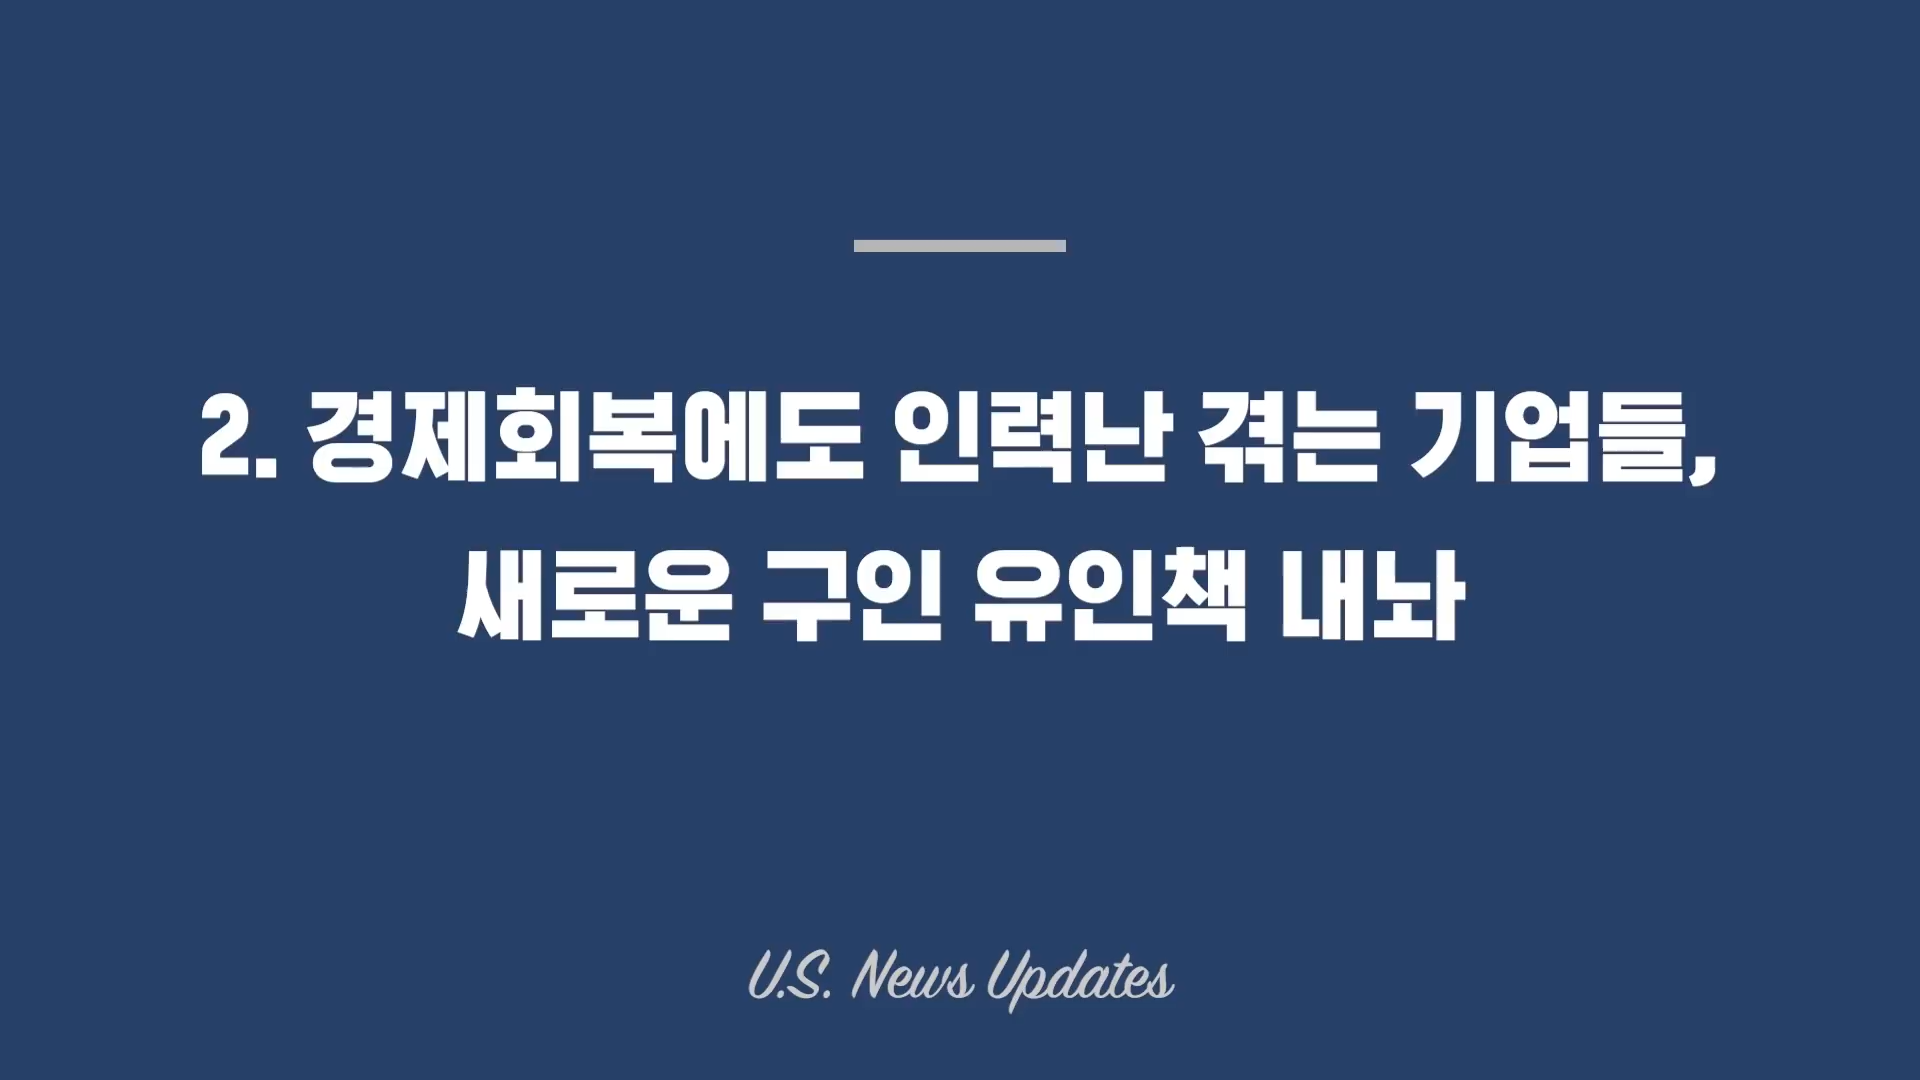 2. 경제회복에도 인력난 겪는 기업들,
새로운 구인 유인책 내놔
U.S. News Updates